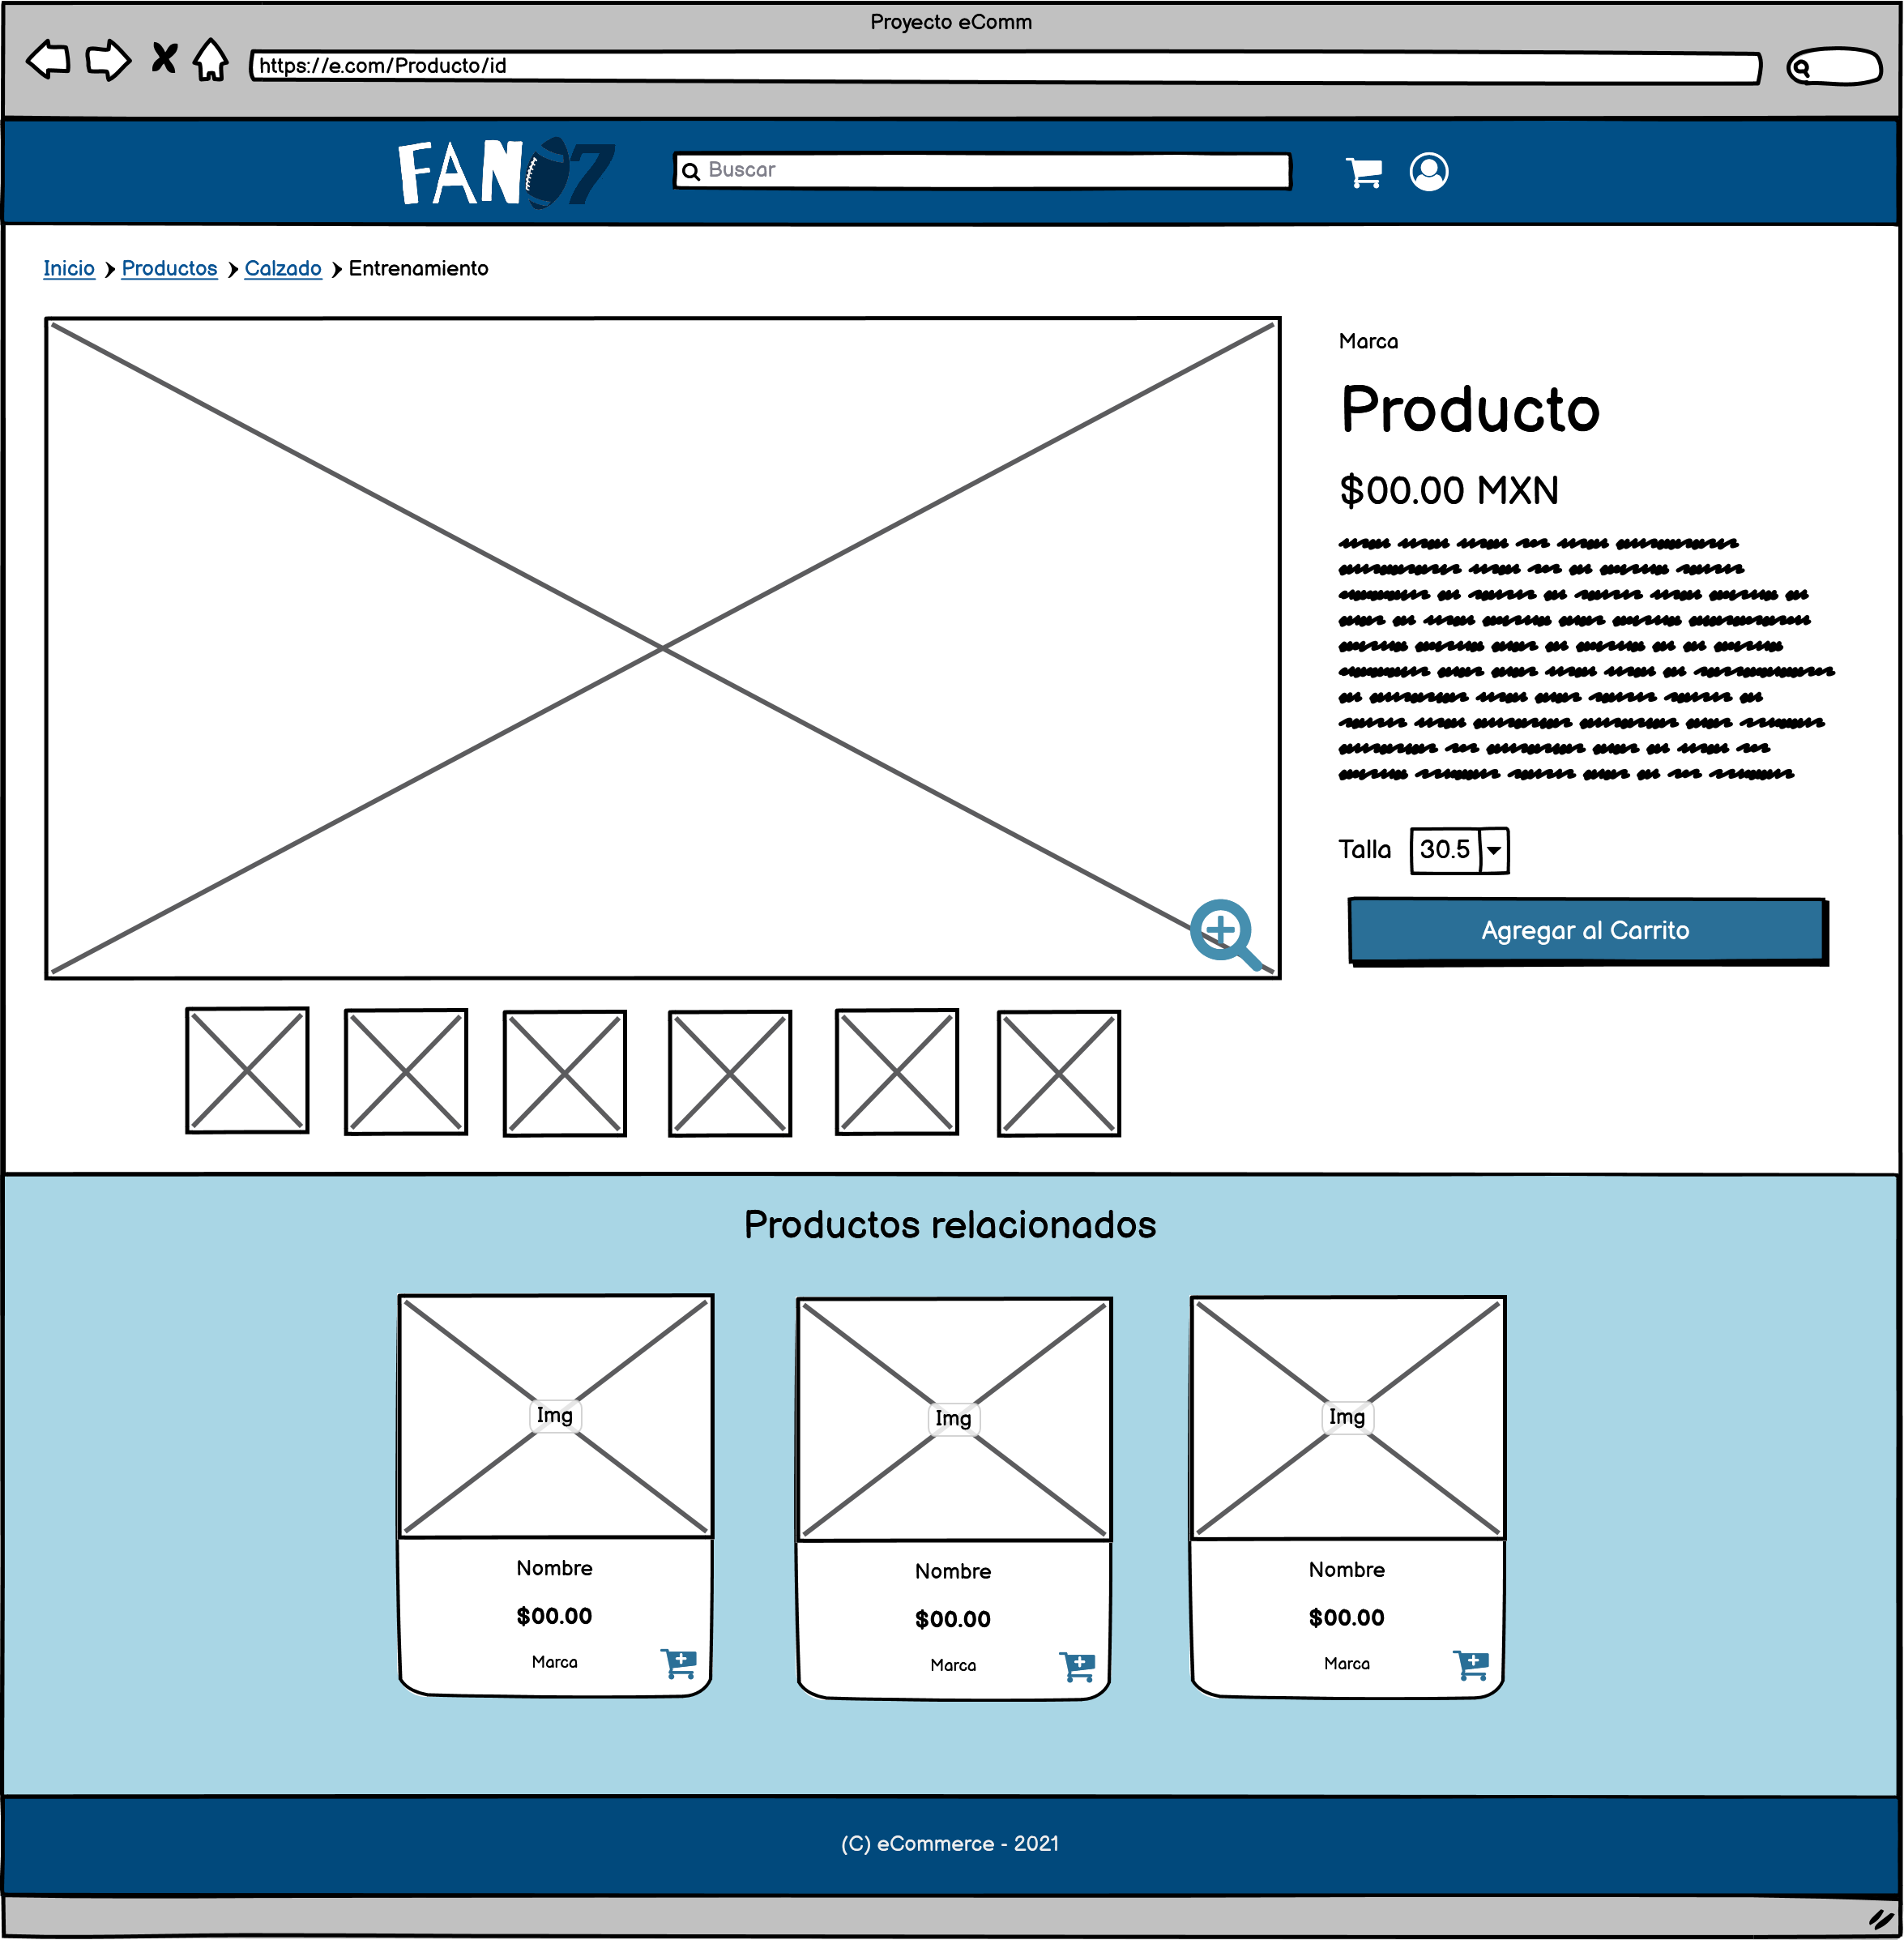 Proyecto eComm
https://e.com/Producto/id
FAN 7
Buscar
Inicio Productos Calzado Entrenamiento
Marca
Producto
$00.00 MXN
Talla 30.5
Agregar al Carrito
Productos relacionados
Img Img Img
Nombre Nombre Nombre
$00.00 $00.00 $00.00
Marca Marca Marca
(C) eCommerce - 2021